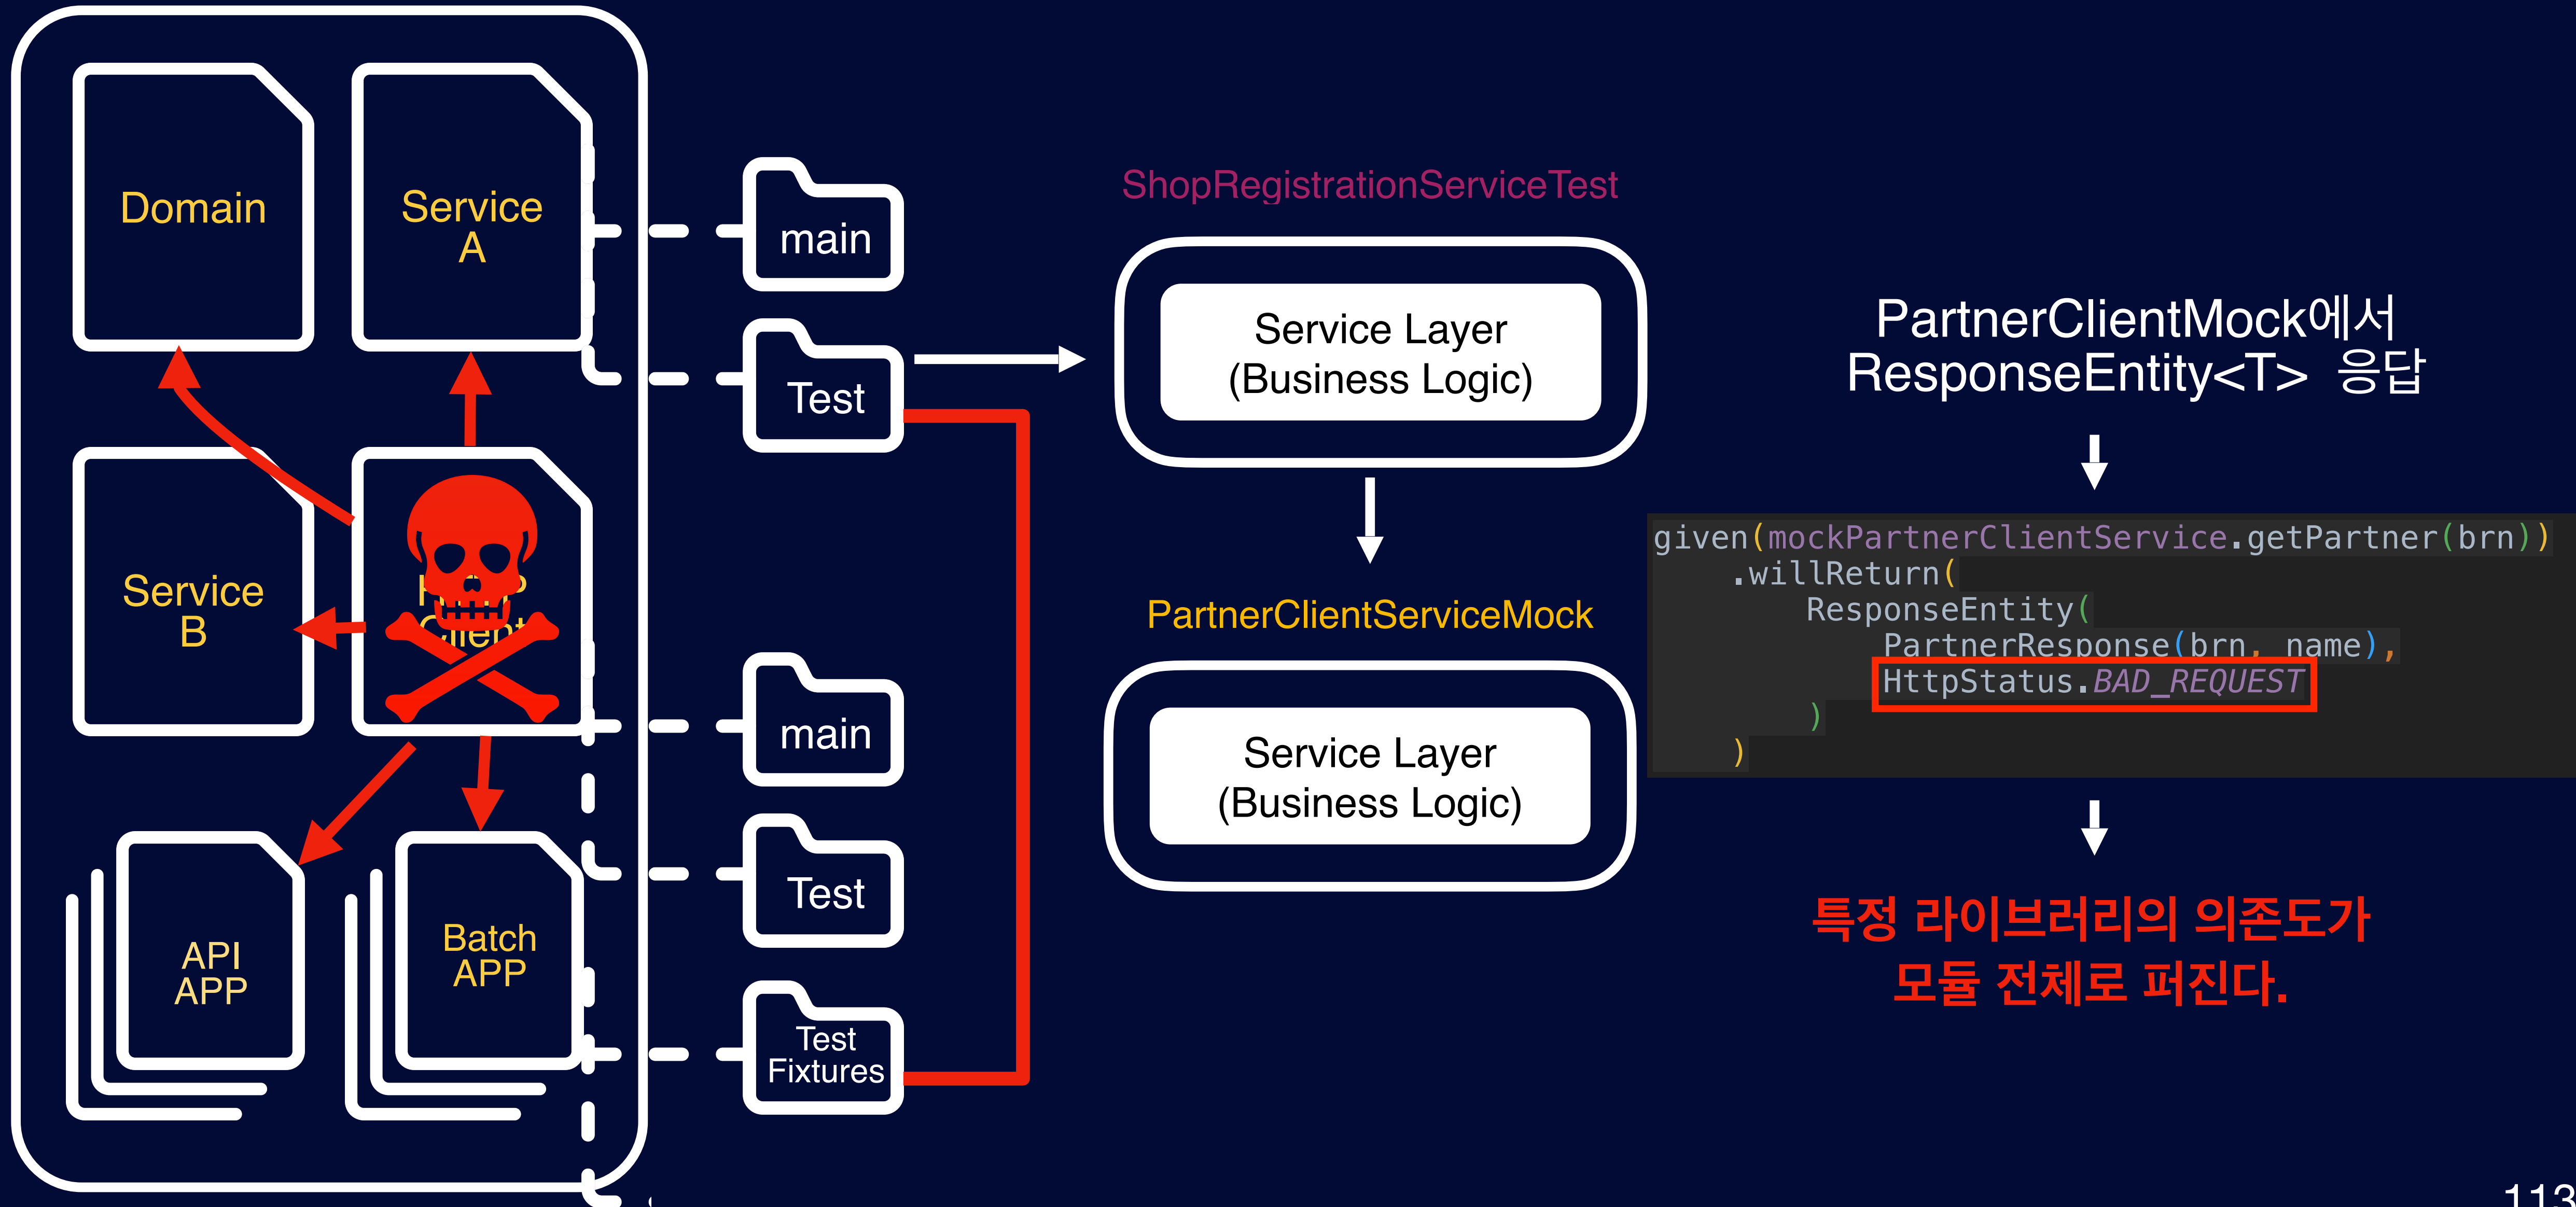 Domain
Service
A
Service
B
Client
API
APP
Batch
APP
main
Test
main
Test
Test
Fixtures
ShopRegistrationServiceTest
Service Layer
(Business Logic)
PartnerClientServiceMock
Service Layer
(Business Logic)
PartnerClientMock에서
ResponseEntity<T> 응답
given(mockPartnerClientService.getPartner(brn))
.willReturn(
ResponseEntity(
PartnerResponse(brn, name),
HttpStatus.BAD_REQUEST
)
)
특정 라이브러리의 의존도가
모듈 전체로 퍼진다.
113